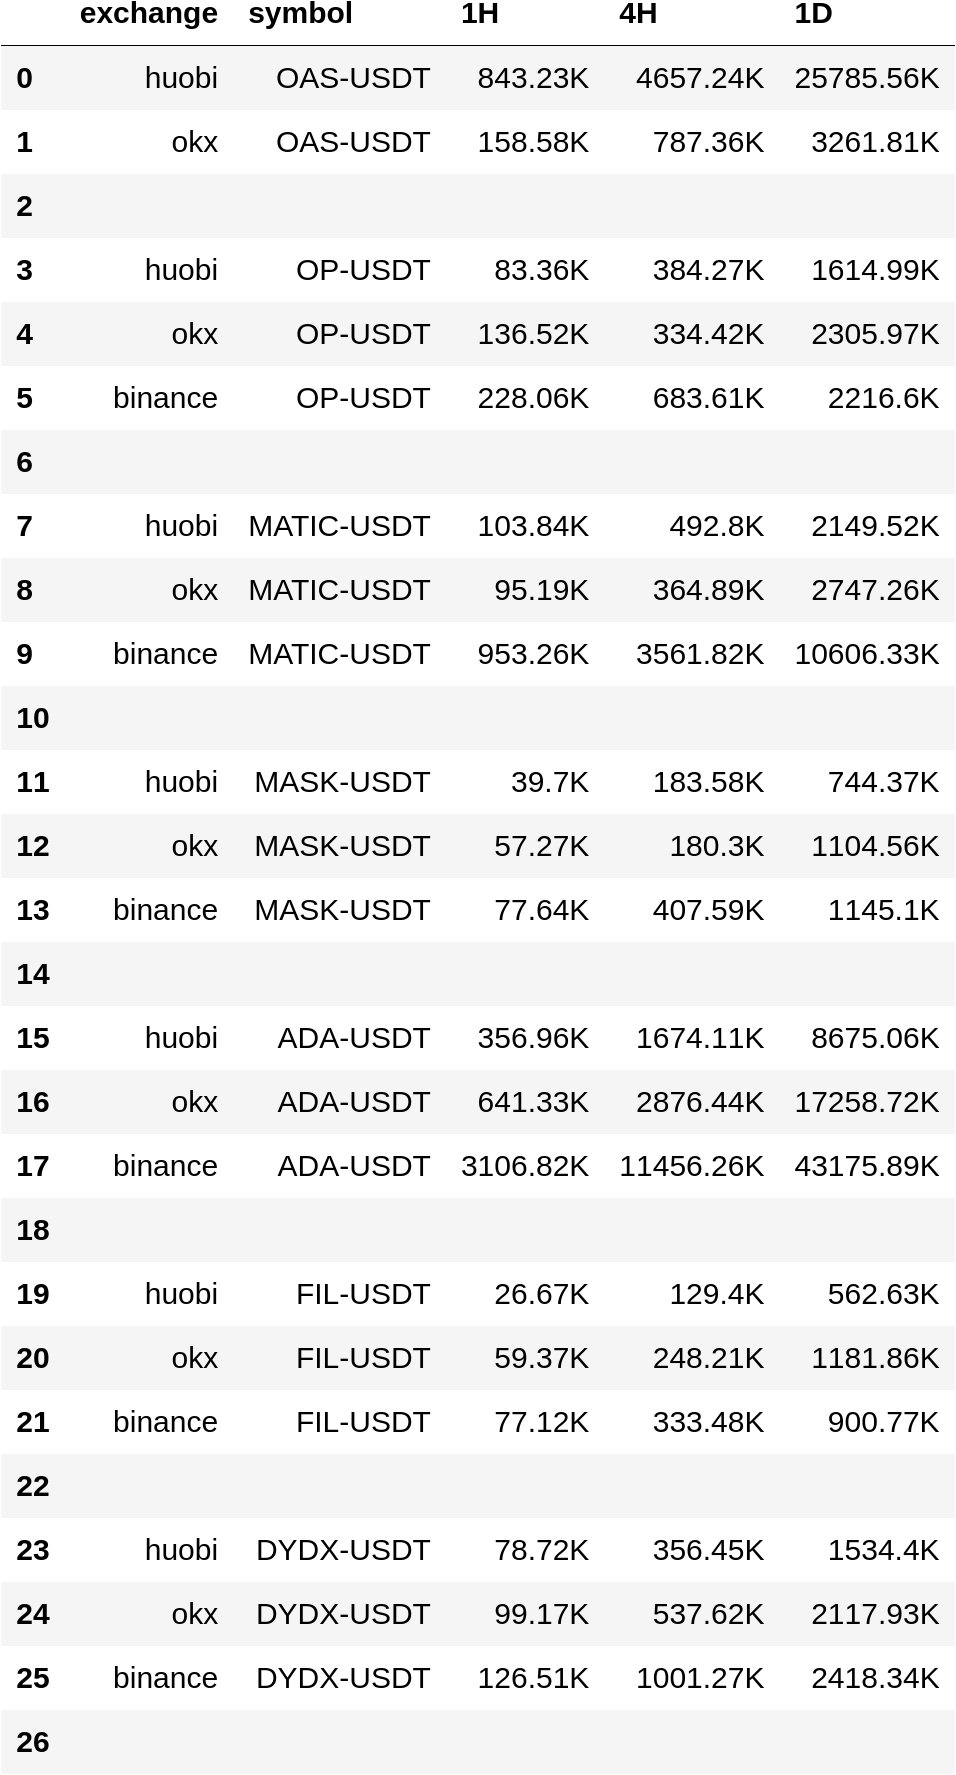 exchange symbol 1H 4H 1D
0 huobi OAS-USDT 843.23K 4657.24K 25785.56K
1 okx OAS-USDT 158.58K 787.36K 3261.81K
2
3 huobi OP-USDT 83.36K 384.27K 1614.99K
4 okx OP-USDT 136.52K 334.42K 2305.97K
5 binance OP-USDT 228.06K 683.61K 2216.6K
6
7 huobi MATIC-USDT 103.84K 492.8K 2149.52K
8 okx MATIC-USDT 95.19K 364.89K 2747.26K
9 binance MATIC-USDT 953.26K 3561.82K 10606.33K
10
11 huobi MASK-USDT 39.7K 183.58K 744.37K
12 okx MASK-USDT 57.27K 180.3K 1104.56K
13 binance MASK-USDT 77.64K 407.59K 1145.1K
14
15 huobi ADA-USDT 356.96K 1674.11K 8675.06K
16 okx ADA-USDT 641.33K 2876.44K 17258.72K
17 binance ADA-USDT 3106.82K 11456.26K 43175.89K
18
19 huobi FIL-USDT 26.67K 129.4K 562.63K
20 okx FIL-USDT 59.37K 248.21K 1181.86K
21 binance FIL-USDT 77.12K 333.48K 900.77K
22
23 huobi DYDX-USDT 78.72K 356.45K 1534.4K
24 okx DYDX-USDT 99.17K 537.62K 2117.93K
25 binance DYDX-USDT 126.51K 1001.27K 2418.34K
26